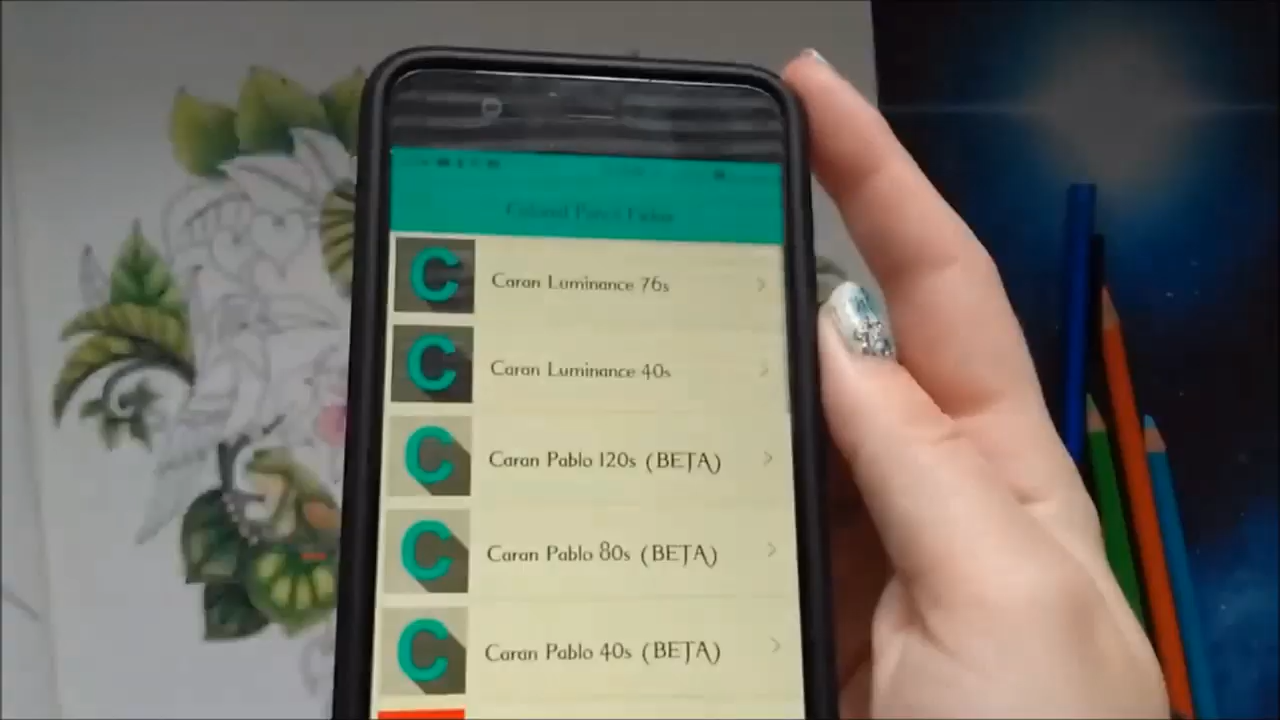 C Caran Luminance 76s
C Caran Luminance 40s
C Caran Pablo 120s (BETA)
C Caran Pablo 80s (BETA)
C Caran Pablo 40s (BETA)